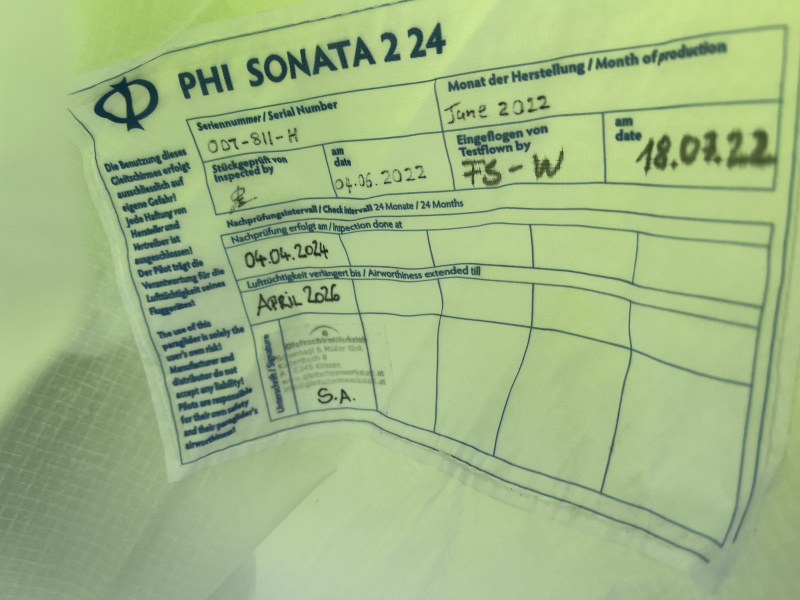 PHI SONATA 2 24
Seriennummer / Serial Number
007-811-H
Monat der Herstellung / Month of production
June 2022
Stückgeprüft von
Inspected by
am
date
04.06.2022
Eingeflogen von
Testflown by
FS-W
am
date
18.07.22
Nachprüfungsintervall / Check intervall 24 Monate / 24 Months
Nachprüfung erfolgt am / Inspection done at
04.04.2024
Lufttüchtigkeit verlängert bis / Airworthiness extended till
APRIL 2026
Unterschrift / Signature
GleitschirmWerkstatt
& Müller
S.A.
Die Benutzung dieses
Gleitschirmes erfolgt
ausschliesslich auf
eigene Gefahr!
Jede Haftung von
Hersteller und
Vertreiber ist
ausgeschlossen!
Der Pilot trägt die
Verantwortung für die
Lufttüchtigkeit seines
Fluggerätes!
The use of this
paraglider is solely the
user's own risk!
Manufacturer and
distributor do not
accept any liability!
Pilots are responsible
for their own safety
and their paraglider's
airworthiness!